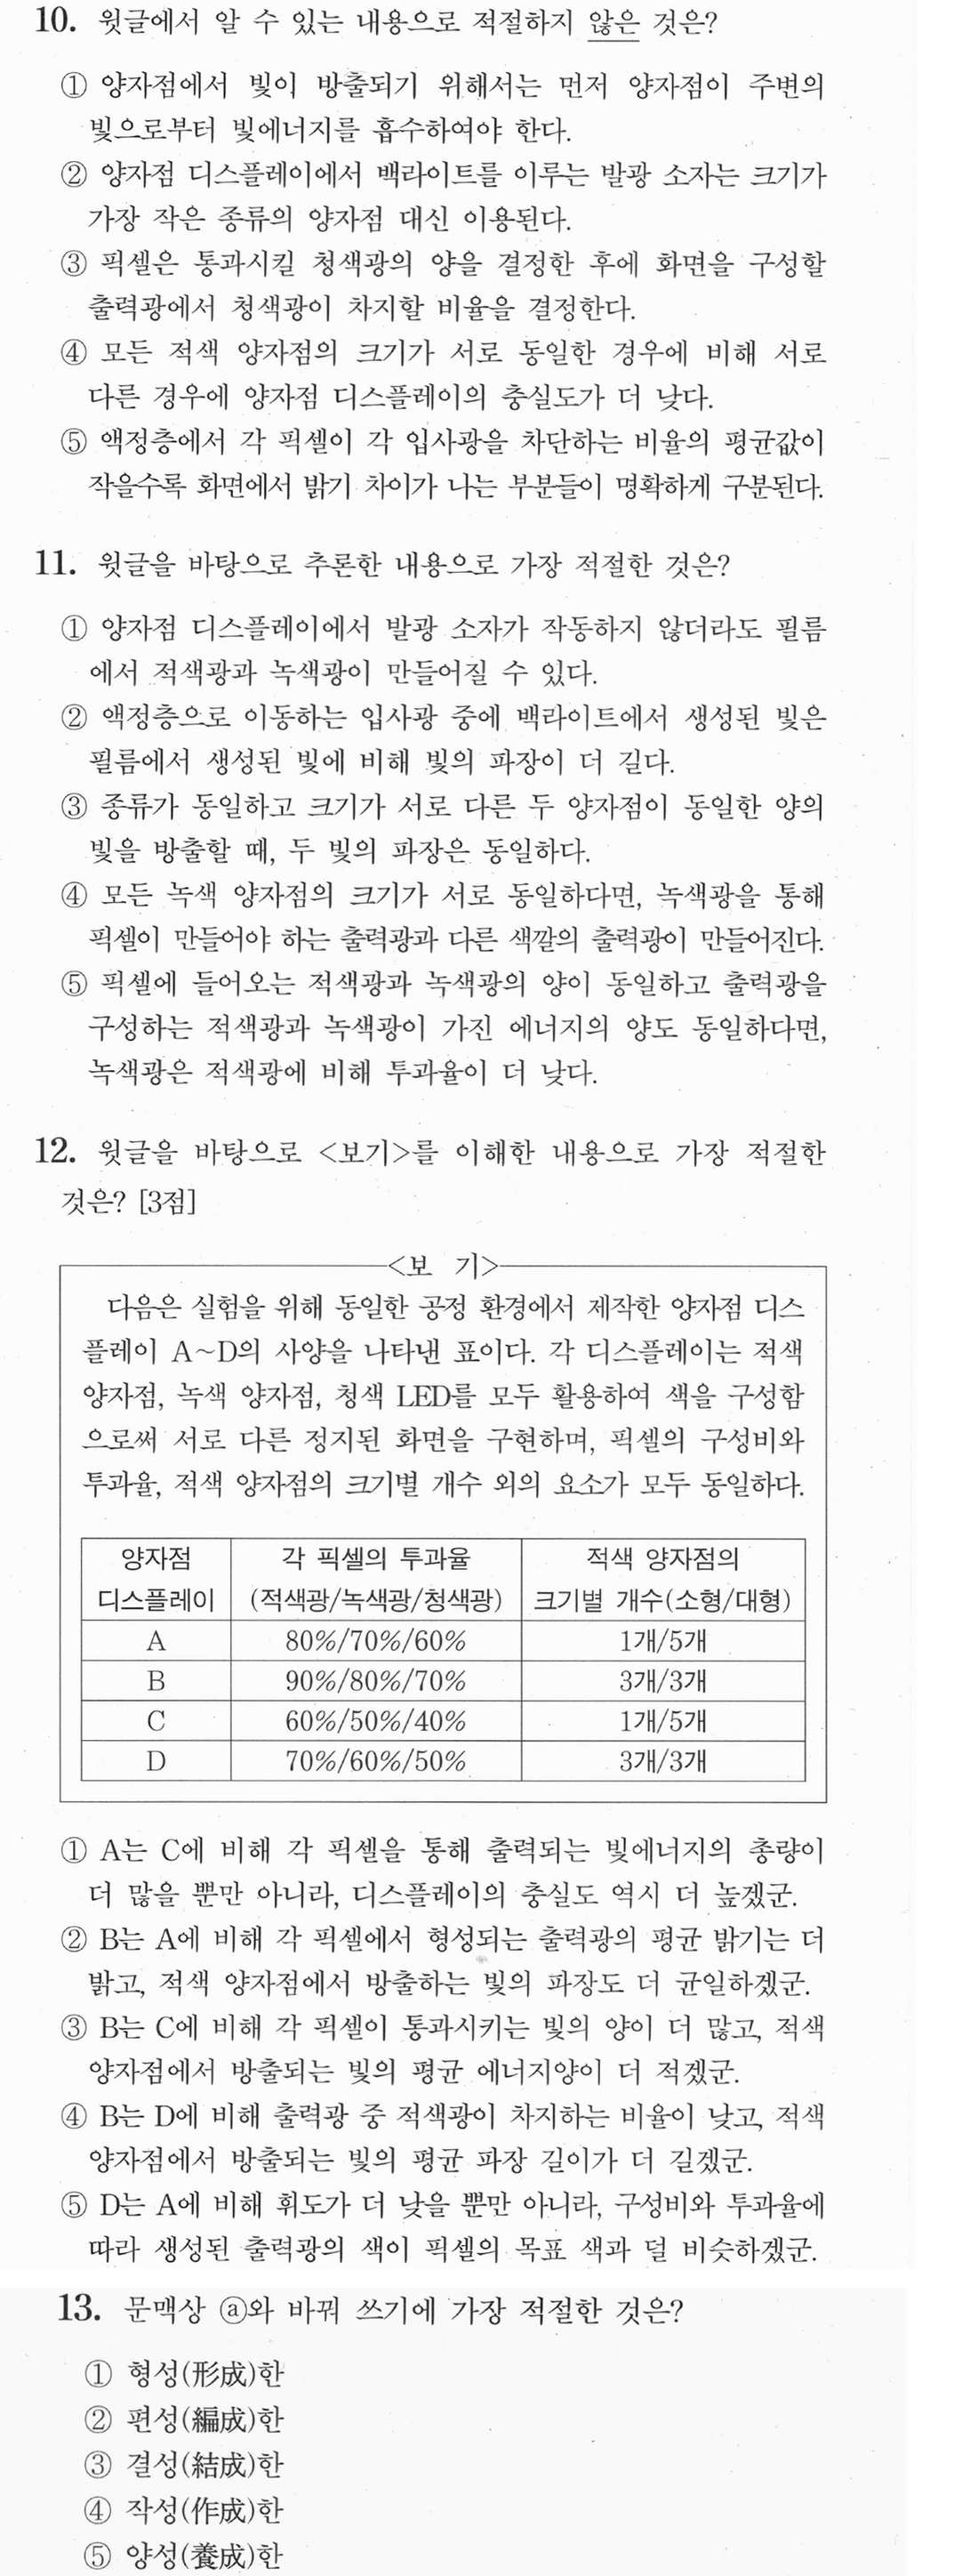 10. 윗글에서 알 수 있는 내용으로 적절하지 않은 것은?
① 양자점에서 빛이 방출되기 위해서는 먼저 양자점이 주변의
빛으로부터 빛에너지를 흡수하여야 한다.
② 양자점 디스플레이에서 백라이트를 이루는 발광 소자는 크기가
가장 작은 종류의 양자점 대신 이용된다.
③ 픽셀은 통과시킬 청색광의 양을 결정한 후에 화면을 구성할
출력광에서 청색광이 차지할 비율을 결정한다.
④ 모든 적색 양자점의 크기가 서로 동일한 경우에 비해 서로
다른 경우에 양자점 디스플레이의 충실도가 더 낮다.
⑤ 액정층에서 각 픽셀이 각 입사광을 차단하는 비율의 평균값이
작을수록 화면에서 밝기 차이가 나는 부분들이 명확하게 구분된다.
11. 윗글을 바탕으로 추론한 내용으로 가장 적절한 것은?
① 양자점 디스플레이에서 발광 소자가 작동하지 않더라도 필름
에서 적색광과 녹색광이 만들어질 수 있다.
② 액정층으로 이동하는 입사광 중에 백라이트에서 생성된 빛은
필름에서 생성된 빛에 비해 빛의 파장이 더 길다.
③ 종류가 동일하고 크기가 서로 다른 두 양자점이 동일한 양의
빛을 방출할 때, 두 빛의 파장은 동일하다.
④ 모든 녹색 양자점의 크기가 서로 동일하다면, 녹색광을 통해
픽셀이 만들어야 하는 출력광과 다른 색깔의 출력광이 만들어진다.
⑤ 픽셀에 들어오는 적색광과 녹색광의 양이 동일하고 출력광을
구성하는 적색광과 녹색광이 가진 에너지의 양도 동일하다면,
녹색광은 적색광에 비해 투과율이 더 낮다.
12. 윗글을 바탕으로 <보기>를 이해한 내용으로 가장 적절한
것은? [3점]
<보 기>
다음은 실험을 위해 동일한 공정 환경에서 제작한 양자점 디스
플레이 A~D의 사양을 나타낸 표이다. 각 디스플레이는 적색
양자점, 녹색 양자점, 청색 LED를 모두 활용하여 색을 구성함
으로써 서로 다른 정지된 화면을 구현하며, 픽셀의 구성비와
투과율, 적색 양자점의 크기별 개수 외의 요소가 모두 동일하다.
양자점 디스플레이 각 픽셀의 투과율 (적색광/녹색광/청색광) 적색 양자점의 크기별 개수(소형/대형)
A 80%/70%/60% 1개/5개
B 90%/80%/70% 3개/3개
C 60%/50%/40% 1개/5개
D 70%/60%/50% 3개/3개
① A는 C에 비해 각 픽셀을 통해 출력되는 빛에너지의 총량이
더 많을 뿐만 아니라, 디스플레이의 충실도 역시 더 높겠군.
② B는 A에 비해 각 픽셀에서 형성되는 출력광의 평균 밝기는 더
밝고, 적색 양자점에서 방출하는 빛의 파장도 더 균일하겠군.
③ B는 C에 비해 각 픽셀이 통과시키는 빛의 양이 더 많고, 적색
양자점에서 방출되는 빛의 평균 에너지양이 더 적겠군.
④ B는 D에 비해 출력광 중 적색광이 차지하는 비율이 낮고, 적색
양자점에서 방출되는 빛의 평균 파장 길이가 더 길겠군.
⑤ D는 A에 비해 휘도가 더 낮을 뿐만 아니라, 구성비와 투과율에
따라 생성된 출력광의 색이 픽셀의 목표 색과 덜 비슷하겠군.
13. 문맥상 ⓐ와 바꿔 쓰기에 가장 적절한 것은?
① 형성(形成)한
② 편성(編成)한
③ 결성(結成)한
④ 작성(作成)한
⑤ 양성(養成)한